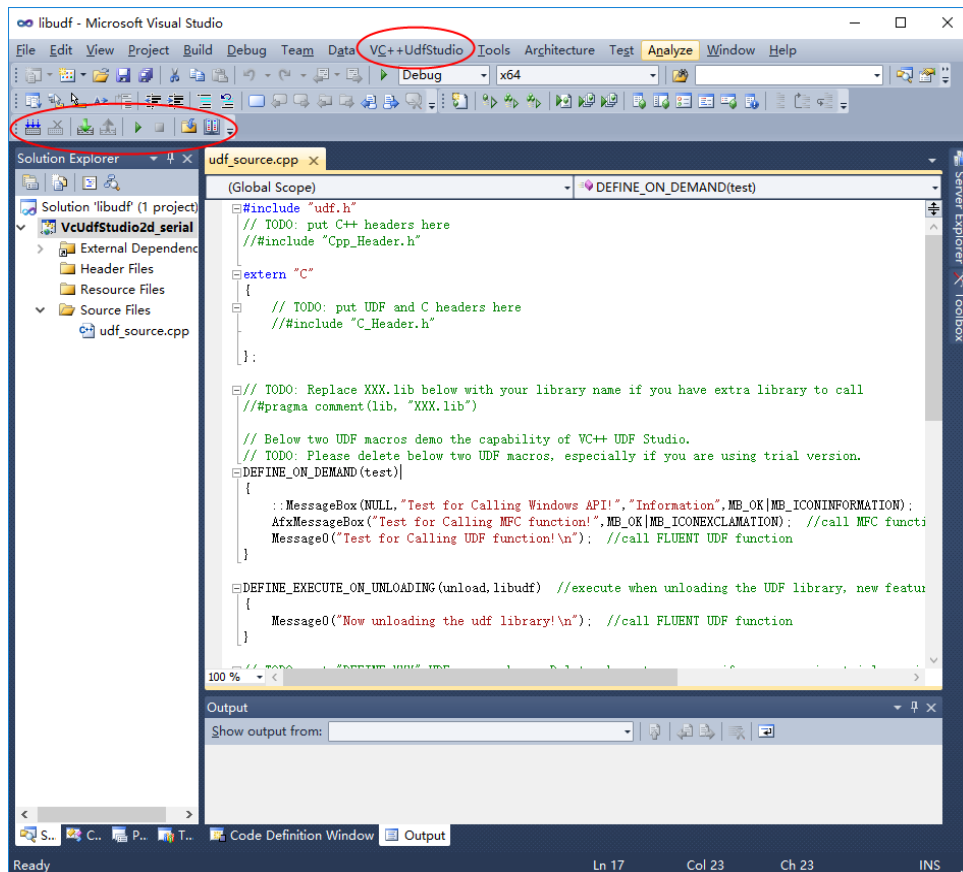 libudf - Microsoft Visual Studio
File Edit View Project Build Debug Team Data VC++UdfStudio Tools Architecture Test Analyze Window Help
Debug x64
Solution Explorer
udf_source.cpp
(Global Scope) DEFINE_ON_DEMAND(test)
Solution 'libudf' (1 project)
VcUdfStudio2d_serial
External Dependenc
Header Files
Resource Files
Source Files
udf_source.cpp
#include "udf.h"
// TODO: put C++ headers here
//#include "Cpp_Header.h"
extern "C"
{
// TODO: put UDF and C headers here
//#include "C_Header.h"
};
// TODO: Replace XXX.lib below with your library name if you have extra library to call
//#pragma comment(lib, "XXX.lib")
// Below two UDF macros demo the capability of VC++ UDF Studio.
// TODO: Please delete below two UDF macros, especially if you are using trial version.
DEFINE_ON_DEMAND(test)
{
::MessageBox(NULL,"Test for Calling Windows API!","Information",MB_OK|MB_ICONINFORMATION);
AfxMessageBox("Test for Calling MFC function!",MB_OK|MB_ICONEXCLAMATION); //call MFC functi
Message0("Test for Calling UDF function!\n"); //call FLUENT UDF function
}
DEFINE_EXECUTE_ON_UNLOADING(unload,libudf) //execute when unloading the UDF library, new featur
{
Message0("Now unloading the udf library!\n"); //call FLUENT UDF function
}
100 %
Server Explorer
Toolbox
Output
Show output from:
S... C... P... T... Code Definition Window Output
Ready Ln 17 Col 23 Ch 23 INS